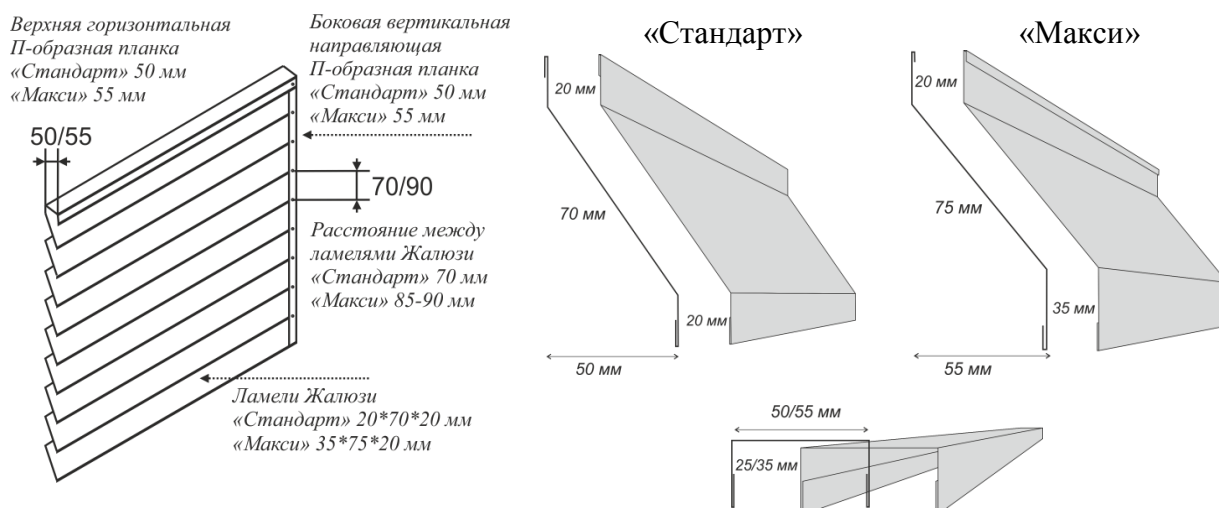 Верхняя горизонтальная
П-образная планка
«Стандарт» 50 мм
«Макси» 55 мм
50/55
Боковая вертикальная
направляющая
П-образная планка
«Стандарт» 50 мм
«Макси» 55 мм
70/90
Расстояние между
ламелями Жалюзи
«Стандарт» 70 мм
«Макси» 85-90 мм
Ламели Жалюзи
«Стандарт» 20*70*20 мм
«Макси» 35*75*20 мм
«Стандарт»
20 мм
70 мм
20 мм
50 мм
«Макси»
20 мм
75 мм
35 мм
55 мм
50/55 мм
25/35 мм